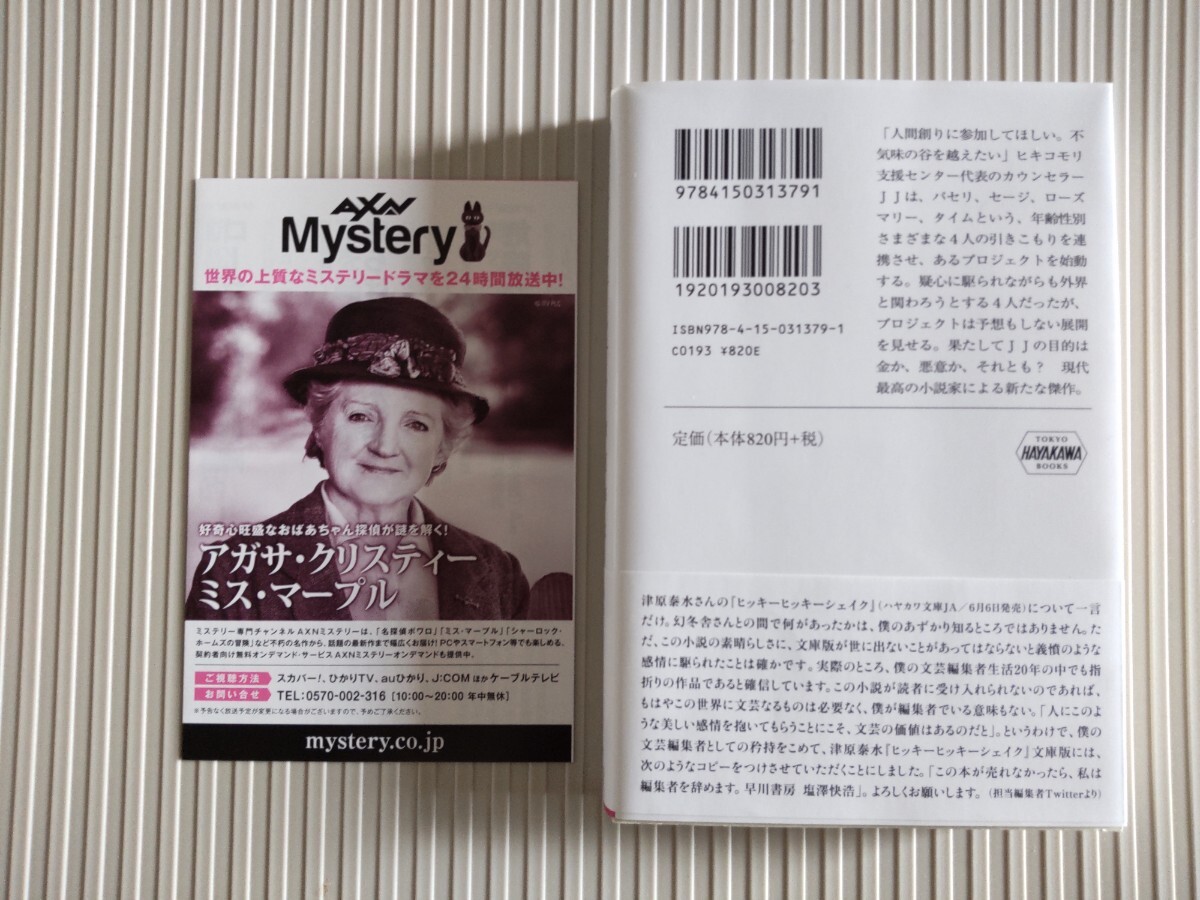 AXN
Mystery
世界の上質なミステリードラマを24時間放送中!
好奇心旺盛なおばあちゃん探偵が謎を解く!
アガサ・クリスティー
ミス・マープル
ミステリー専門チャンネルAXNミステリーは、「名探偵ポワロ」「ミス・マープル」「シャーロック・
ホームズの冒険」など不朽の名作から、話題の最新作まで幅広くお届け! PCやスマートフォン等でも楽しめる、
契約者向け無料オンデマンド・サービスAXNミステリーオンデマンドも提供中。
ご視聴方法 スカパー!、ひかりTV、auひかり、J:COM ほか ケーブルテレビ
お問い合せ TEL:0570-002-316 [10:00〜20:00 年中無休]
※予告なく放送予定が変更になる場合がございますので、予めご了承ください。
mystery.co.jp
9784150313791
1920193008203
ISBN978-4-15-031379-1
C0193 ¥820E
「人間創りに参加してほしい。不
気味の谷を越えたい」ヒキコモリ
支援センター代表のカウンセラー
JJは、パセリ、セージ、ローズ
マリー、タイムという、年齢性別
さまざまな4人の引きこもりを連
携させ、あるプロジェクトを始動
する。疑心に駆られながらも外界
と関わろうとする4人だったが、
プロジェクトは予想もしない展開
を見せる。果たしてJJの目的は
金か、悪意か、それとも? 現代
最高の小説家による新たな傑作。
定価(本体820円+税)
TOKYO
HAYAKAWA
BOOKS
津原泰水さんの『ヒッキーヒッキーシェイク』(ハヤカワ文庫JA/6月6日発売)について一言
だけ。幻冬舎さんとの間で何があったかは、僕のあずかり知るところではありません。た
だ、この小説の素晴らしさに、文庫版が世に出ないことがあってはならないと義憤のような
感情に駆られたことは確かです。実際のところ、僕の文芸編集者生活20年の中でも指
折りの作品であると確信しています。この小説が読者に受け入れられないのであれば、
もはやこの世界に文芸なるものは必要なく、僕が編集者でいる意味もない。「人にこのよ
うな美しい感情を抱いてもらうことにこそ、文芸の価値はあるのだと」。というわけで、僕の
文芸編集者としての矜持をこめて、津原泰水『ヒッキーヒッキーシェイク』文庫版には、
次のようなコピーをつけさせていただくことにしました。「この本が売れなかったら、私は
編集者を辞めます。早川書房 塩澤快浩」。よろしくお願いします。(担当編集者Twitterより)